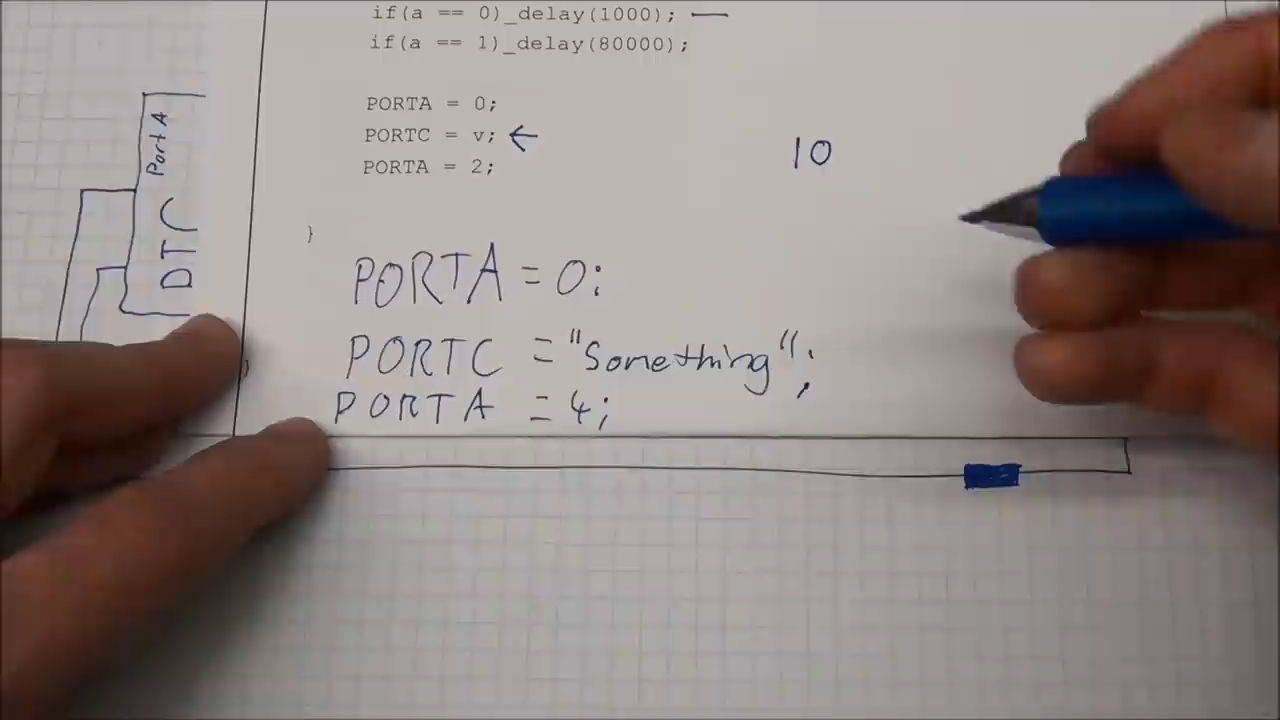 if(a == 0)_delay(1000);
if(a == 1)_delay(80000);
PORTA = 0;
PORTC = v; ←
PORTA = 2;
10
}
PORTA = 0;
PORTC = "Something";
PORTA = 4;
}
Port A
DTC